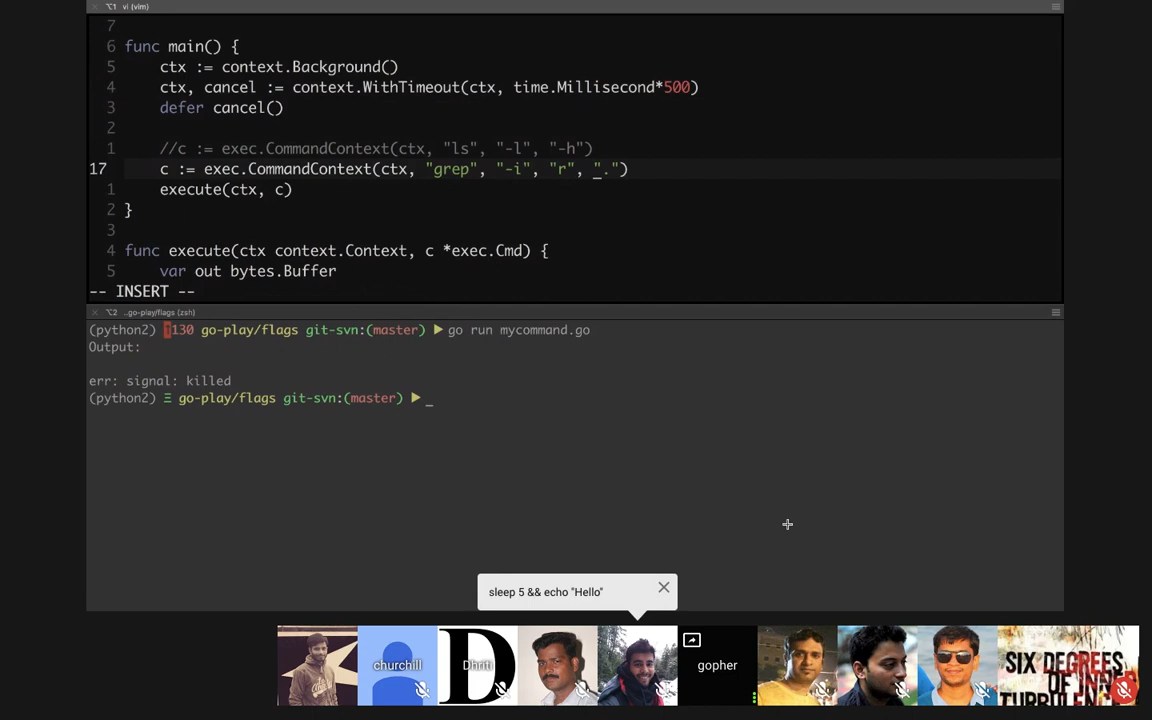 ⌥1 vi (vim)
7
6 func main() {
5 ctx := context.Background()
4 ctx, cancel := context.WithTimeout(ctx, time.Millisecond*500)
3 defer cancel()
2
1 //c := exec.CommandContext(ctx, "ls", "-l", "-h")
17 c := exec.CommandContext(ctx, "grep", "-i", "r", ".")
1 execute(ctx, c)
2 }
3
4 func execute(ctx context.Context, c *exec.Cmd) {
5 var out bytes.Buffer
-- INSERT --
⌥2 ..go-play/flags (zsh)
(python2) !130 go-play/flags git-svn:(master) ▶ go run mycommand.go
Output:
err: signal: killed
(python2) Ξ go-play/flags git-svn:(master) ▶ _
sleep 5 && echo "Hello"
churchill
D
Dhriti
gopher
SIX DEGREES
OF INNER
TURBULENCE